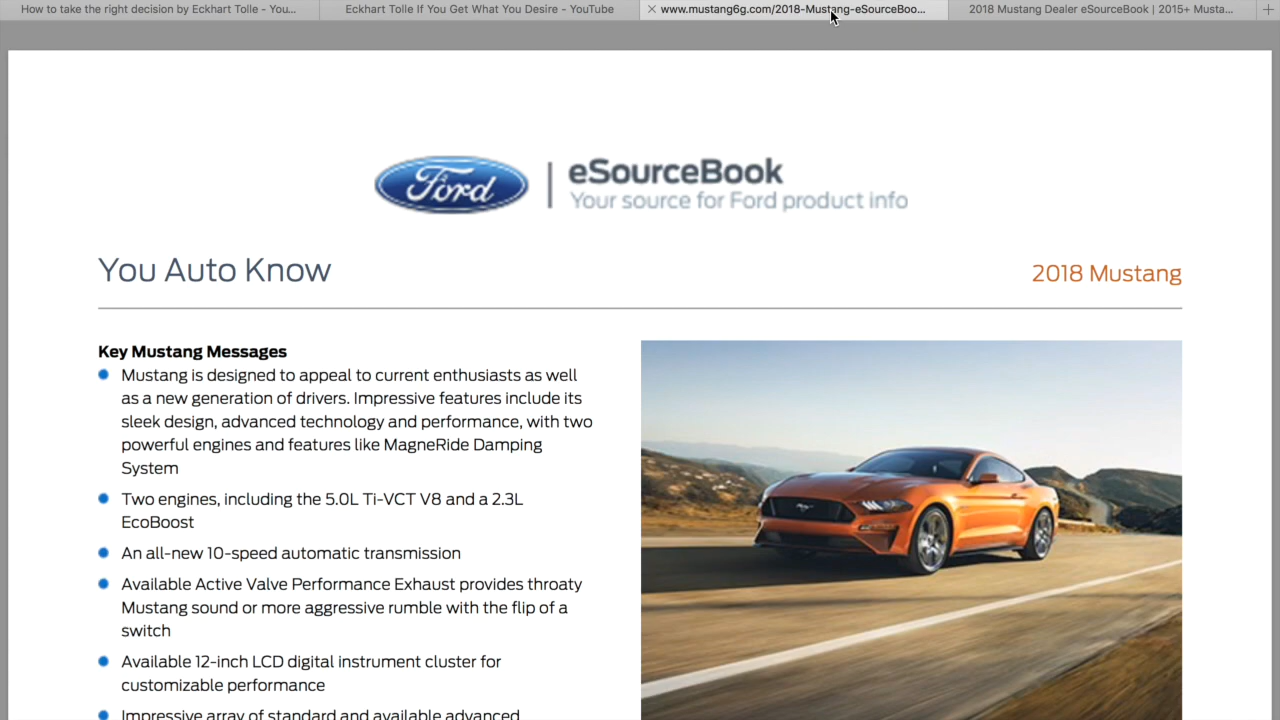 How to take the right decision by Eckhart Tolle - You...
Eckhart Tolle If You Get What You Desire - YouTube
www.mustang6g.com/2018-Mustang-eSourceBoo...
2018 Mustang Dealer eSourceBook | 2015+ Musta...
Ford
eSourceBook
Your source for Ford product info
You Auto Know
2018 Mustang
Key Mustang Messages
Mustang is designed to appeal to current enthusiasts as well
as a new generation of drivers. Impressive features include its
sleek design, advanced technology and performance, with two
powerful engines and features like MagneRide Damping
System
Two engines, including the 5.0L Ti-VCT V8 and a 2.3L
EcoBoost
An all-new 10-speed automatic transmission
Available Active Valve Performance Exhaust provides throaty
Mustang sound or more aggressive rumble with the flip of a
switch
Available 12-inch LCD digital instrument cluster for
customizable performance
Impressive array of standard and available advanced